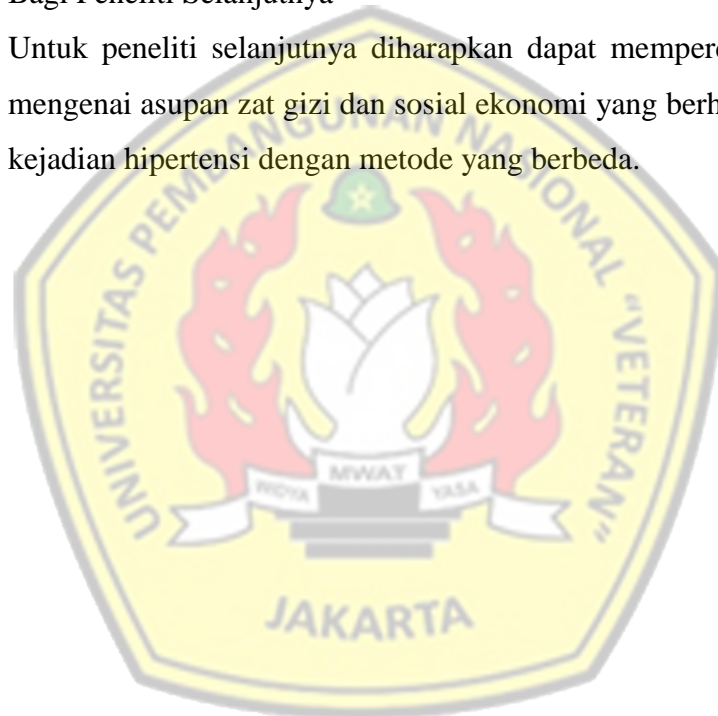 Bagi Peneliti Selanjutnya
Untuk peneliti selanjutnya diharapkan dapat
mengenai asupan zat gizi dan sosial ekonomi yang
kejadian hipertensi dengan metode yang berbeda.
UNIVERSITAS PEMBANGUNAN NASIONAL "VETERAN"
WIDYA MWAT YASA
JAKARTA